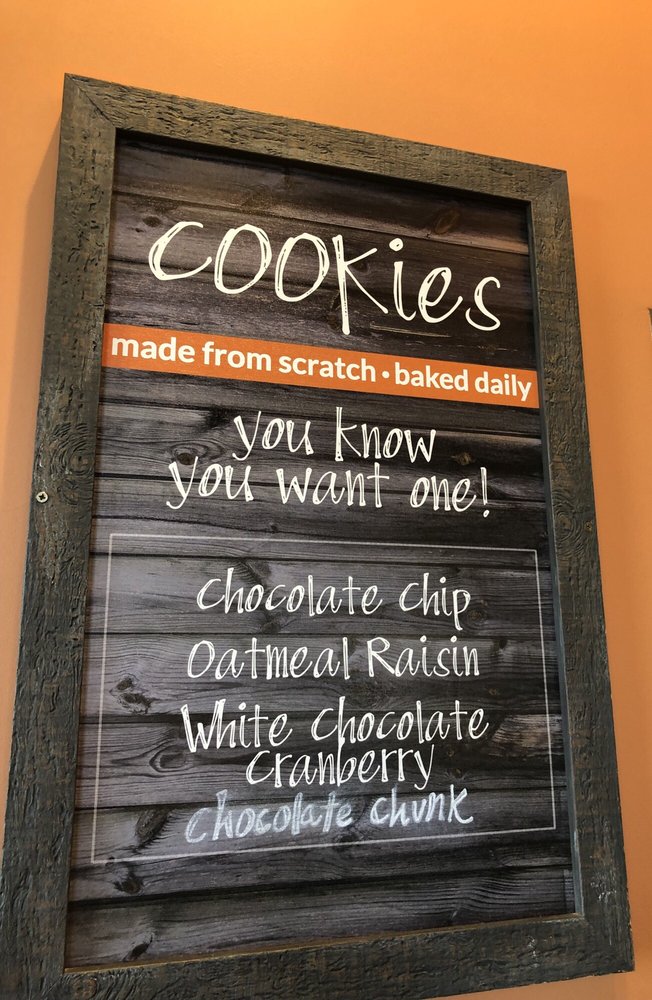 cookies
made from scratch • baked daily
you know
you want one!
Chocolate Chip
Oatmeal Raisin
White Chocolate
Cranberry
Chocolate Chunk